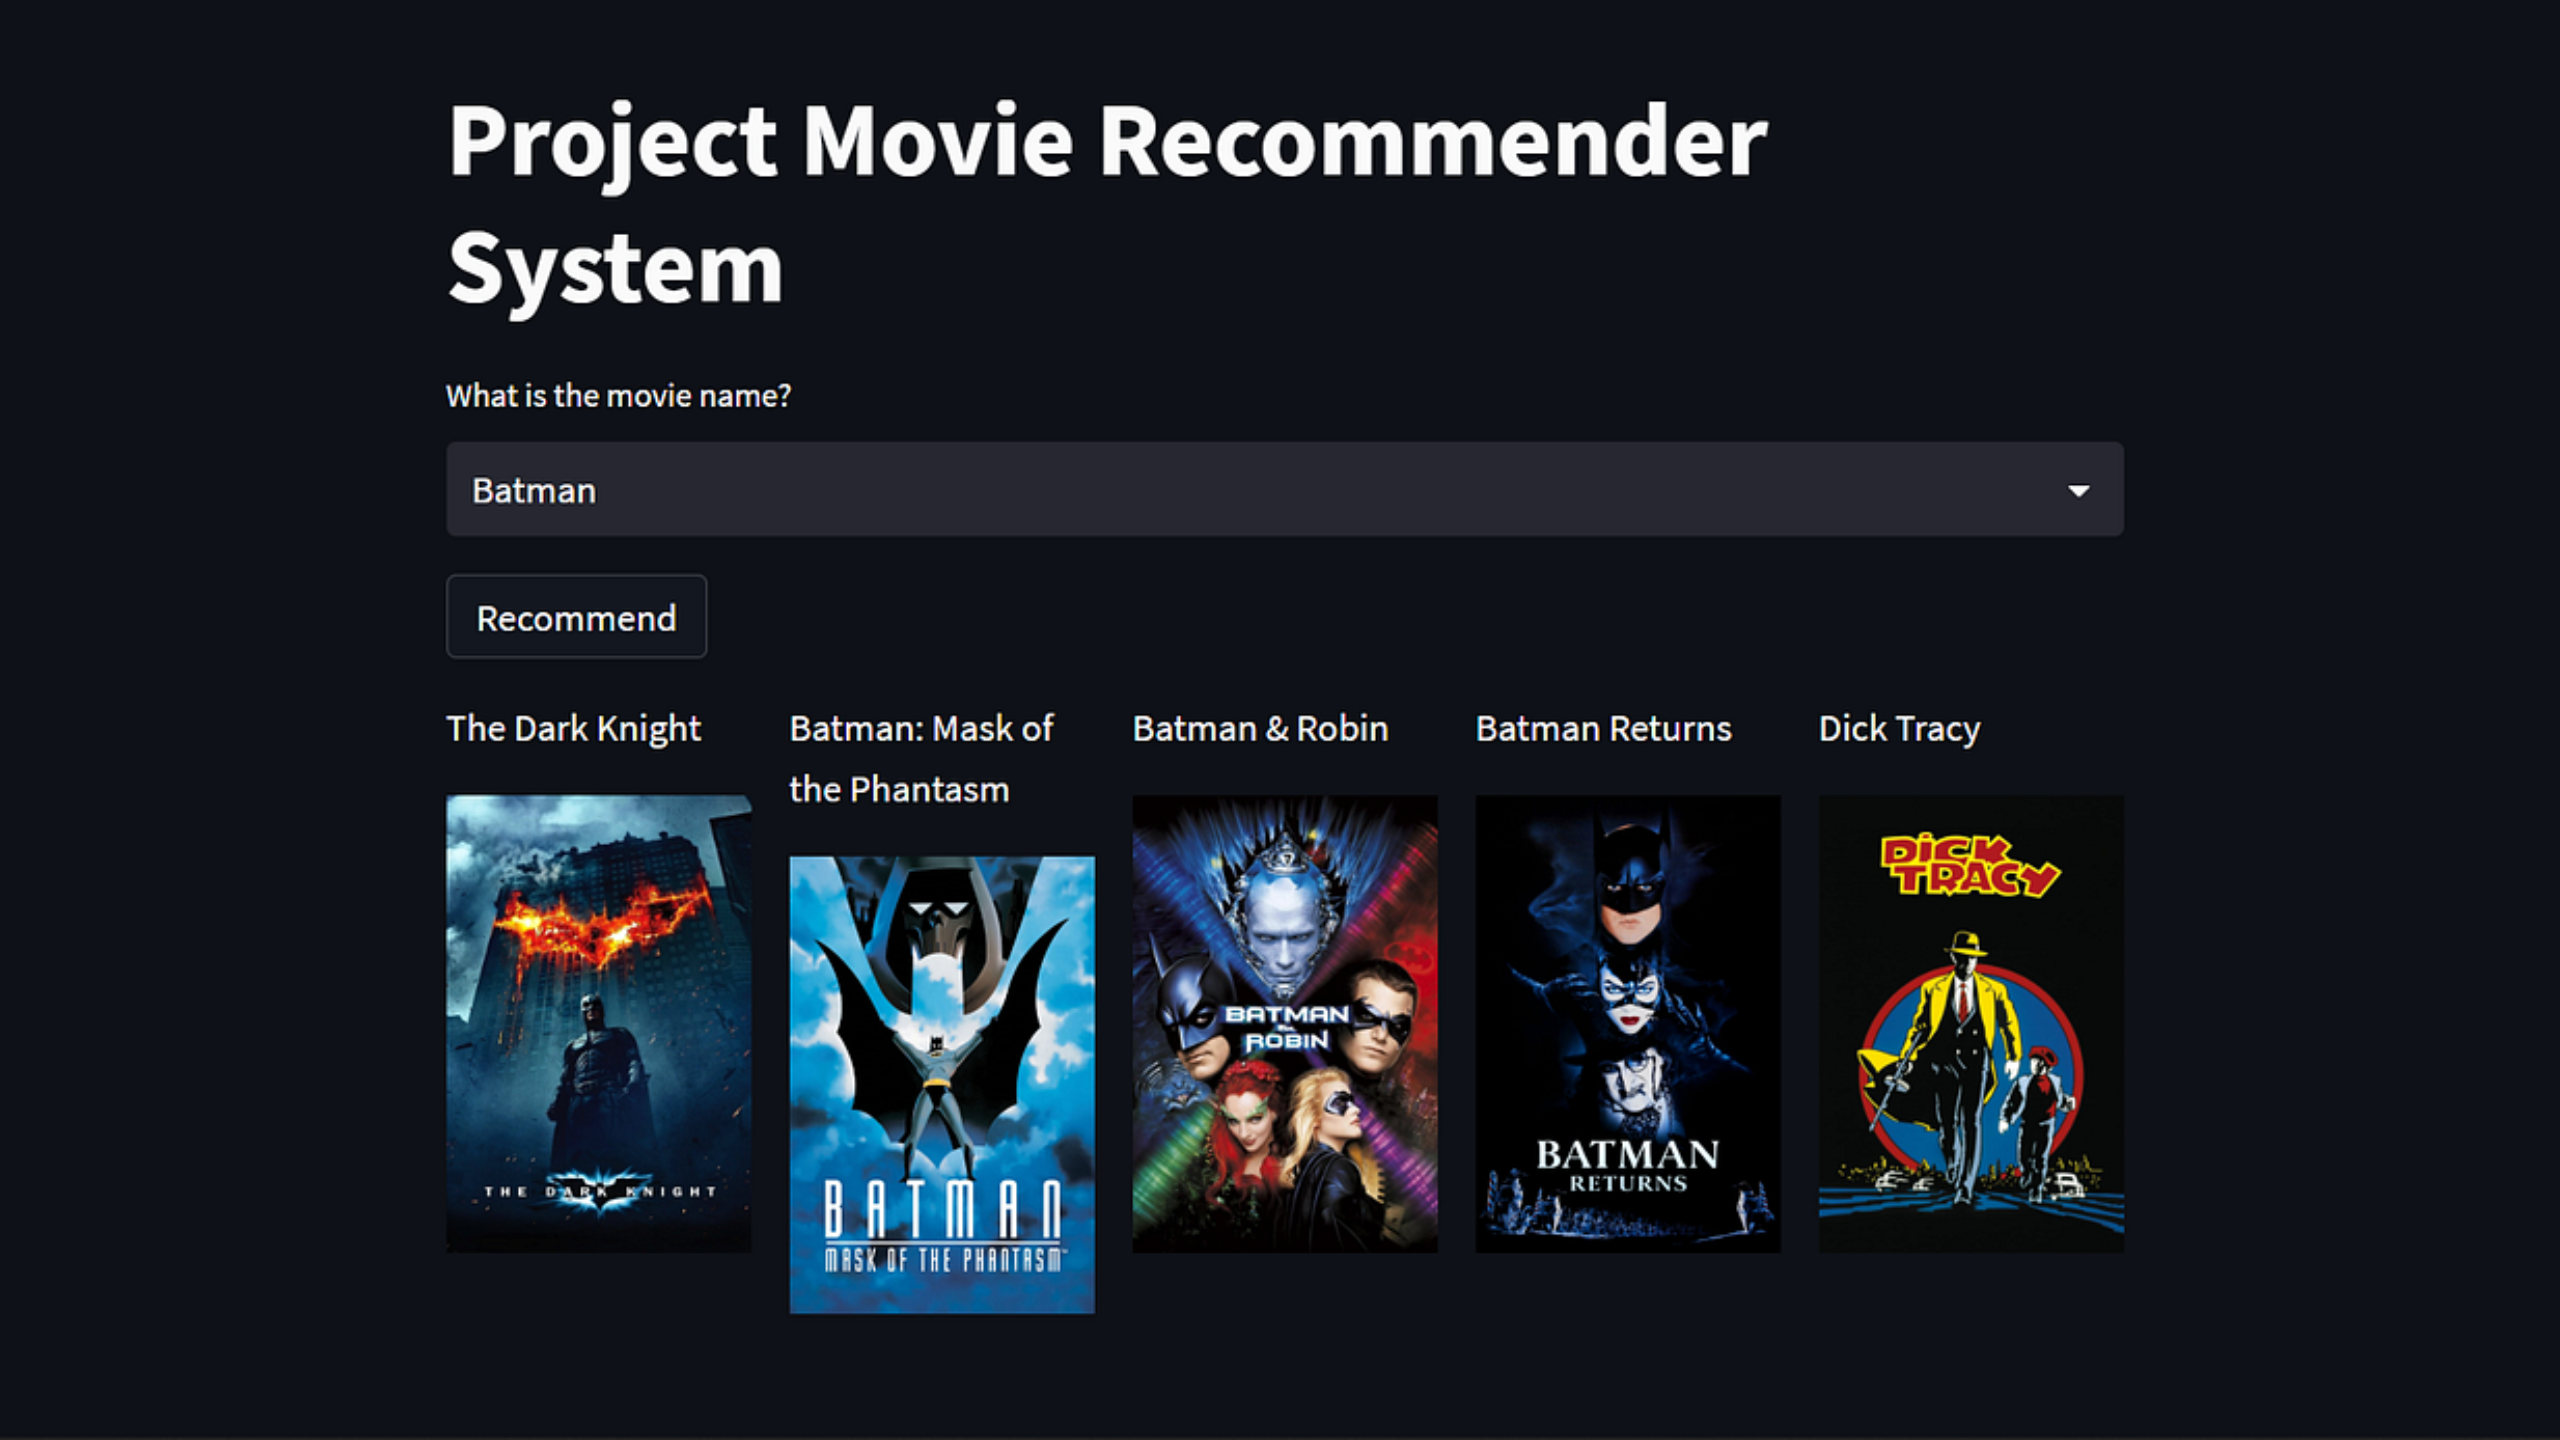 Project Movie Recommender
System
What is the movie name?
Batman
Recommend
The Dark Knight
Batman: Mask of
the Phantasm
Batman & Robin
Batman Returns
Dick Tracy
THE DARK KNIGHT
BATMAN
MASK OF THE PHANTASM
BATMAN
&
ROBIN
BATMAN
RETURNS
DICK
TRACY